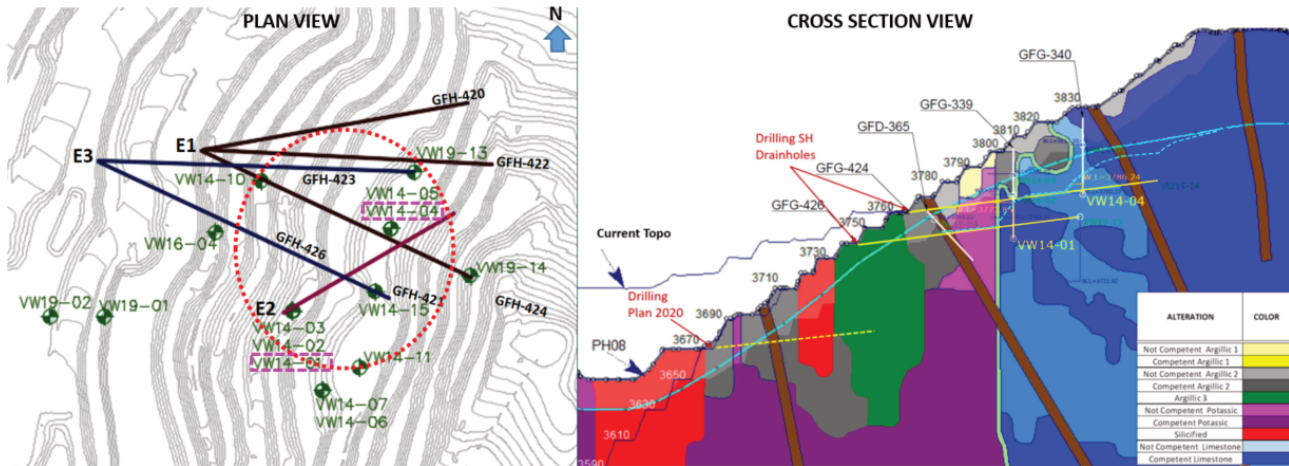 PLAN VIEW
N
GFH-420
E1
E3
VW19-13
GFH-422
VW14-10
GFH-423
VW14-05
VW14-04
VW16-04
GFH-426
VW19-14
VW19-02
VW19-01
E2
GFH-421
GFH-424
VW14-15
VW14-03
VW14-02
VW14-01
VW14-11
VW14-07
VW14-06
CROSS SECTION VIEW
GFG-340
GFG-339
3830
3820
3810
Drilling SH
Drainholes
GFD-365
3800
3790
GFG-424
3780
GFG-426
3760
3750
VW14-04
VW14-01
Current Topo
3730
3710
Drilling
Plan 2020
3690
3670
PH08
3650
3630
3610
3590
ALTERATION
COLOR
Not Competent Argillic 1
Competent Argillic 1
Not Competent Argillic 2
Competent Argillic 2
Argillic 3
Not Competent Potassic
Competent Potassic
Silicified
Not Competent Limestone
Competent Limestone